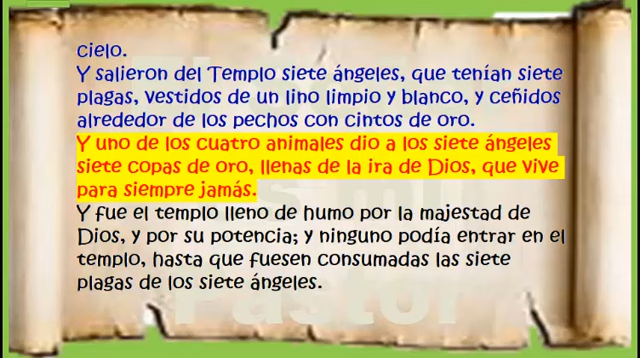 cielo.
Y salieron del Templo siete ángeles, que tenían siete
plagas, vestidos de un lino limpio y blanco, y ceñidos
alrededor de los pechos con cintos de oro.
Y uno de los cuatro animales dio a los siete ángeles
siete copas de oro, llenas de la ira de Dios, que vive
para siempre jamás.
Y fue el templo lleno de humo por la majestad de
Dios, y por su potencia; y ninguno podía entrar en el
templo, hasta que fuesen consumadas las siete
plagas de los siete ángeles.
Pastor